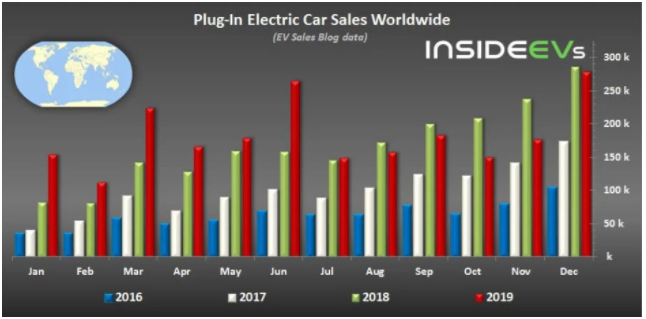 Plug-In Electric Car Sales Worldwide
(EV Sales Blog data)
INSIDEEVs
300 k
250 k
200 k
150 k
100 k
50 k
k
Jan Feb Mar Apr May Jun Jul Aug Sep Oct Nov Dec
2016 2017 2018 2019